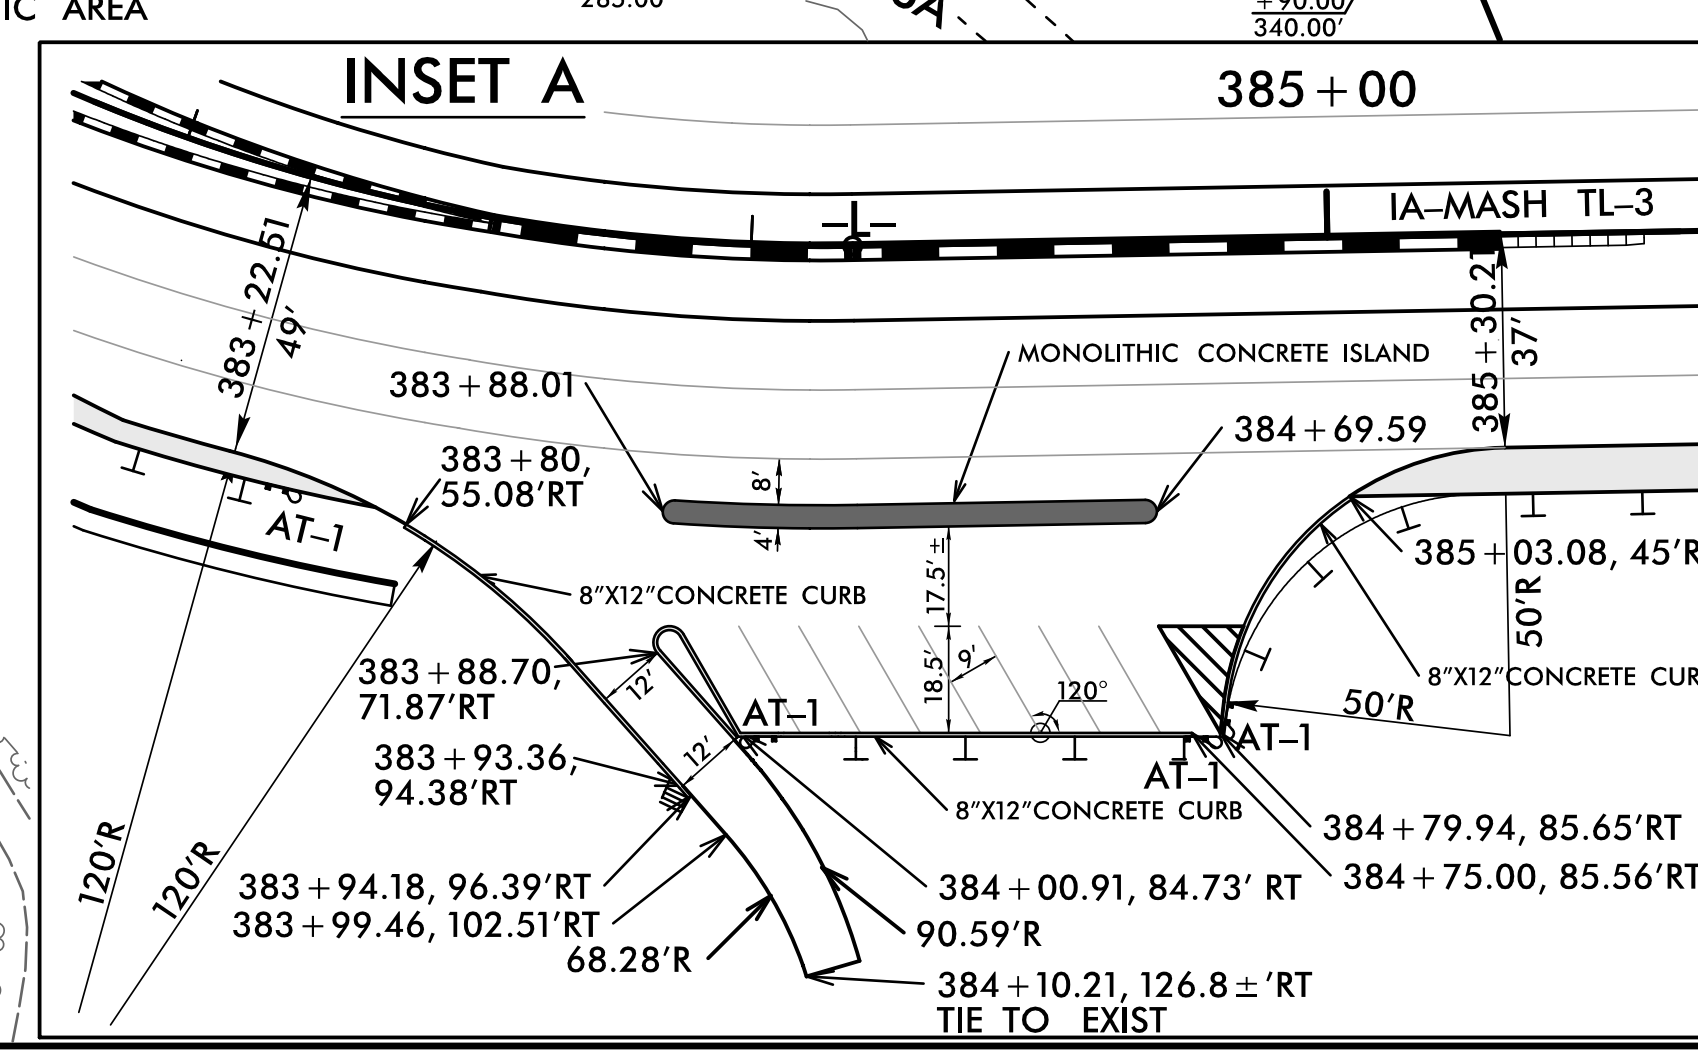 IC AREA
285.00
+90.00
340.00'
INSET A
385+00
IA–MASH TL–3
–L–
383+22.51
49'
385+30.21
37'
MONOLITHIC CONCRETE ISLAND
383+88.01
384+69.59
383+80,
55.08'RT
8'
4'
AT–1
17.5'±
385+03.08, 45'R
8"X12"CONCRETE CURB
50'R
383+88.70,
71.87'RT
12'
18.5'
9'
120°
8"X12"CONCRETE CUR
50'R
AT–1
AT–1
383+93.36,
94.38'RT
12'
AT–1
8"X12"CONCRETE CURB
384+79.94, 85.65'RT
120'R
120'R
383+94.18, 96.39'RT
384+00.91, 84.73' RT
384+75.00, 85.56'RT
383+99.46, 102.51'RT
90.59'R
68.28'R
384+10.21, 126.8±'RT
TIE TO EXIST